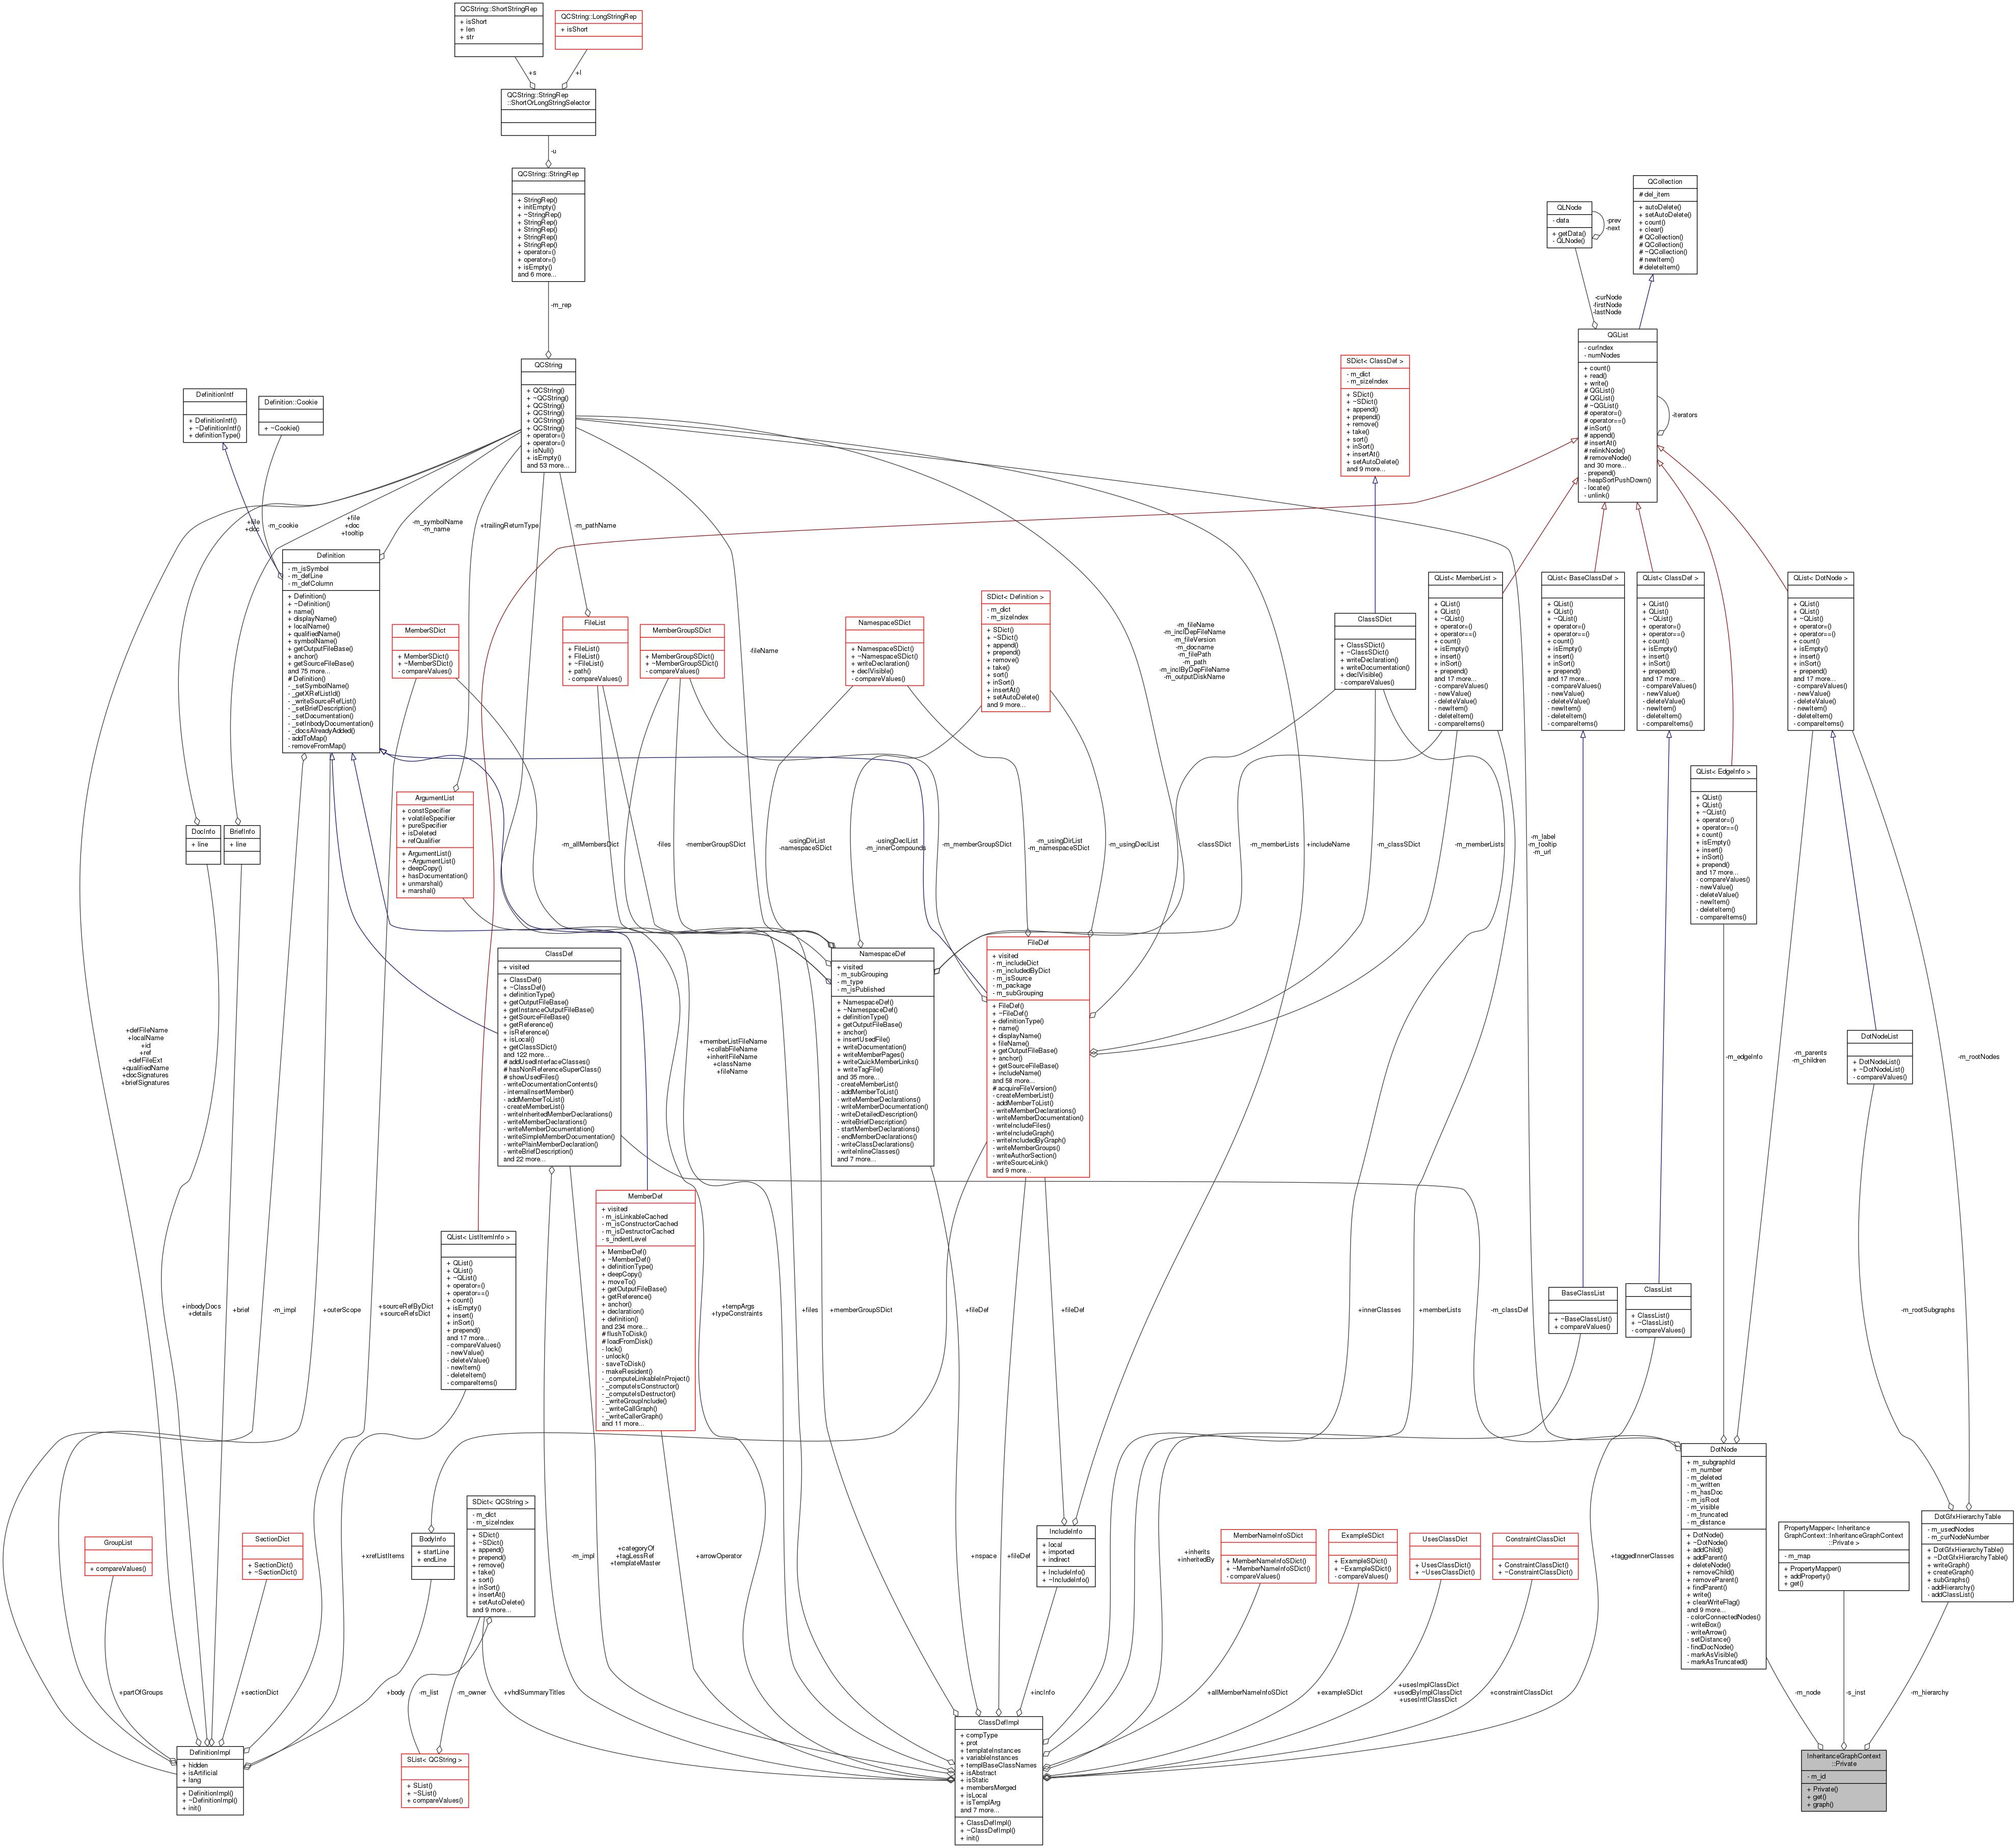 QCString::ShortStringRep
+ isShort
+ len
+ str
QCString::LongStringRep
+ isShort
+s
+l
QCString::StringRep
::ShortOrLongStringSelector
-u
QCString::StringRep
+ StringRep()
+ initEmpty()
+ ~StringRep()
+ StringRep()
+ StringRep()
+ StringRep()
+ StringRep()
+ operator=()
+ operator=()
+ isEmpty()
and 6 more...
-m_rep
QCollection
# del_item
+ autoDelete()
+ setAutoDelete()
+ count()
+ clear()
# QCollection()
# QCollection()
# ~QCollection()
# newItem()
# deleteItem()
QLNode
- data
+ getData()
- QLNode()
-prev
-next
-curNode
-firstNode
-lastNode
QGList
- curIndex
- numNodes
+ count()
+ read()
+ write()
# QGList()
# QGList()
# ~QGList()
# operator=()
# operator==()
# inSort()
# append()
# insertAt()
# relinkNode()
# removeNode()
and 30 more...
- prepend()
- heapSortPushDown()
- locate()
- unlink()
-iterators
QCString
+ QCString()
+ ~QCString()
+ QCString()
+ QCString()
+ QCString()
+ QCString()
+ operator=()
+ operator=()
+ isNull()
+ isEmpty()
and 53 more...
SDict< ClassDef >
- m_dict
- m_sizeIndex
+ SDict()
+ ~SDict()
+ append()
+ prepend()
+ remove()
+ take()
+ sort()
+ inSort()
+ insertAt()
+ setAutoDelete()
and 9 more...
DefinitionIntf
+ DefinitionIntf()
+ ~DefinitionIntf()
+ definitionType()
Definition::Cookie
+ ~Cookie()
+file
+doc
-m_cookie
+file
+doc
+tooltip
-m_symbolName
-m_name
+trailingReturnType
-m_pathName
Definition
- m_isSymbol
- m_defLine
- m_defColumn
+ Definition()
+ ~Definition()
+ name()
+ displayName()
+ localName()
+ qualifiedName()
+ symbolName()
+ getOutputFileBase()
+ anchor()
+ getSourceFileBase()
and 75 more...
# Definition()
- _setSymbolName()
- _getXRefListId()
- _writeSourceRefList()
- _setBriefDescription()
- _setDocumentation()
- _setInbodyDocumentation()
- _docsAlreadyAdded()
- addToMap()
- removeFromMap()
MemberSDict
+ MemberSDict()
+ ~MemberSDict()
- compareValues()
FileList
+ FileList()
+ FileList()
+ ~FileList()
+ path()
- compareValues()
MemberGroupSDict
+ MemberGroupSDict()
+ ~MemberGroupSDict()
- compareValues()
-fileName
NamespaceSDict
+ NamespaceSDict()
+ ~NamespaceSDict()
+ writeDeclaration()
+ declVisible()
- compareValues()
SDict< Definition >
- m_dict
- m_sizeIndex
+ SDict()
+ ~SDict()
+ append()
+ prepend()
+ remove()
+ take()
+ sort()
+ inSort()
+ insertAt()
+ setAutoDelete()
and 9 more...
-m_fileName
-m_inclDepFileName
-m_fileVersion
-m_docname
-m_filePath
-m_path
-m_inclByDepFileName
-m_outputDiskName
ClassSDict
+ ClassSDict()
+ ~ClassSDict()
+ writeDeclaration()
+ writeDocumentation()
+ declVisible()
- compareValues()
QList< MemberList >
+ QList()
+ QList()
+ ~QList()
+ operator=()
+ operator==()
+ count()
+ isEmpty()
+ insert()
+ inSort()
+ prepend()
and 17 more...
- compareValues()
- newValue()
- deleteValue()
- newItem()
- deleteItem()
- compareItems()
QList< BaseClassDef >
+ QList()
+ QList()
+ ~QList()
+ operator=()
+ operator==()
+ count()
+ isEmpty()
+ insert()
+ inSort()
+ prepend()
and 17 more...
- compareValues()
- newValue()
- deleteValue()
- newItem()
- deleteItem()
- compareItems()
QList< ClassDef >
+ QList()
+ QList()
+ ~QList()
+ operator=()
+ operator==()
+ count()
+ isEmpty()
+ insert()
+ inSort()
+ prepend()
and 17 more...
- compareValues()
- newValue()
- deleteValue()
- newItem()
- deleteItem()
- compareItems()
QList< DotNode >
+ QList()
+ QList()
+ ~QList()
+ operator=()
+ operator==()
+ count()
+ isEmpty()
+ insert()
+ inSort()
+ prepend()
and 17 more...
- compareValues()
- newValue()
- deleteValue()
- newItem()
- deleteItem()
- compareItems()
QList< EdgeInfo >
+ QList()
+ QList()
+ ~QList()
+ operator=()
+ operator==()
+ count()
+ isEmpty()
+ insert()
+ inSort()
+ prepend()
and 17 more...
- compareValues()
- newValue()
- deleteValue()
- newItem()
- deleteItem()
- compareItems()
DocInfo
+ line
BriefInfo
+ line
ArgumentList
+ constSpecifier
+ volatileSpecifier
+ pureSpecifier
+ isDeleted
+ refQualifier
+ ArgumentList()
+ ~ArgumentList()
+ deepCopy()
+ hasDocumentation()
+ unmarshal()
+ marshal()
-m_allMembersDict
-files
-memberGroupSDict
-usingDirList
-namespaceSDict
-usingDeclList
-m_innerCompounds
-m_memberGroupSDict
-m_usingDirList
-m_namespaceSDict
-m_usingDeclList
-classSDict
-m_memberLists
+includeName
-m_classSDict
-m_memberLists
-m_label
-m_tooltip
-m_url
ClassDef
+ visited
+ ClassDef()
+ ~ClassDef()
+ definitionType()
+ getOutputFileBase()
+ getInstanceOutputFileBase()
+ getSourceFileBase()
+ getReference()
+ isReference()
+ isLocal()
+ getClassSDict()
and 122 more...
# addUsedInterfaceClasses()
# hasNonReferenceSuperClass()
# showUsedFiles()
- writeDocumentationContents()
- internalInsertMember()
- addMemberToList()
- createMemberList()
- writeInheritedMemberDeclarations()
- writeMemberDeclarations()
- writeMemberDocumentation()
- writeSimpleMemberDocumentation()
- writePlainMemberDeclaration()
- writeBriefDescription()
and 22 more...
NamespaceDef
+ visited
- m_subGrouping
- m_type
- m_isPublished
+ NamespaceDef()
+ ~NamespaceDef()
+ definitionType()
+ getOutputFileBase()
+ anchor()
+ insertUsedFile()
+ writeDocumentation()
+ writeMemberPages()
+ writeQuickMemberLinks()
+ writeTagFile()
and 35 more...
- createMemberList()
- addMemberToList()
- writeMemberDeclarations()
- writeMemberDocumentation()
- writeDetailedDescription()
- writeBriefDescription()
- startMemberDeclarations()
- endMemberDeclarations()
- writeClassDeclarations()
- writeInlineClasses()
and 7 more...
FileDef
+ visited
- m_includeDict
- m_includedByDict
- m_isSource
- m_package
- m_subGrouping
+ FileDef()
+ ~FileDef()
+ definitionType()
+ name()
+ displayName()
+ fileName()
+ getOutputFileBase()
+ anchor()
+ getSourceFileBase()
+ includeName()
and 58 more...
# acquireFileVersion()
- createMemberList()
- addMemberToList()
- writeMemberDeclarations()
- writeMemberDocumentation()
- writeIncludeFiles()
- writeIncludeGraph()
- writeIncludedByGraph()
- writeMemberGroups()
- writeAuthorSection()
- writeSourceLink()
and 9 more...
+defFileName
+localName
+id
+ref
+defFileExt
+qualifiedName
+docSignatures
+briefSignatures
+memberListFileName
+collabFileName
+inheritFileName
+className
+fileName
-m_edgeInfo
-m_parents
-m_children
DotNodeList
+ DotNodeList()
+ ~DotNodeList()
- compareValues()
-m_rootNodes
MemberDef
+ visited
- m_isLinkableCached
- m_isConstructorCached
- m_isDestructorCached
- s_indentLevel
+ MemberDef()
+ ~MemberDef()
+ definitionType()
+ deepCopy()
+ moveTo()
+ getOutputFileBase()
+ getReference()
+ anchor()
+ declaration()
+ definition()
and 234 more...
# flushToDisk()
# loadFromDisk()
- lock()
- unlock()
- saveToDisk()
- makeResident()
- _computeLinkableInProject()
- _computeIsConstructor()
- _computeIsDestructor()
- _writeGroupInclude()
- _writeCallGraph()
- _writeCallerGraph()
and 11 more...
QList< ListItemInfo >
+ QList()
+ QList()
+ ~QList()
+ operator=()
+ operator==()
+ count()
+ isEmpty()
+ insert()
+ inSort()
+ prepend()
and 17 more...
- compareValues()
- newValue()
- deleteValue()
- newItem()
- deleteItem()
- compareItems()
+inbodyDocs
+details
+brief
-m_impl
+outerScope
+sourceRefByDict
+sourceRefsDict
+tempArgs
+typeConstraints
+files
+memberGroupSDict
+fileDef
+fileDef
+innerClasses
+memberLists
-m_classDef
BaseClassList
+ ~BaseClassList()
+ compareValues()
ClassList
+ ClassList()
+ ~ClassList()
- compareValues()
-m_rootSubgraphs
DotNode
+ m_subgraphId
- m_number
- m_deleted
- m_written
- m_hasDoc
- m_isRoot
- m_visible
- m_truncated
- m_distance
+ DotNode()
+ ~DotNode()
+ addChild()
+ addParent()
+ deleteNode()
+ removeChild()
+ removeParent()
+ findParent()
+ write()
+ clearWriteFlag()
and 9 more...
- colorConnectedNodes()
- writeBox()
- writeArrow()
- setDistance()
- findDocNode()
- markAsVisible()
- markAsTruncated()
PropertyMapper< Inheritance
GraphContext::InheritanceGraphContext
::Private >
- m_map
+ PropertyMapper()
+ addProperty()
+ get()
DotGfxHierarchyTable
- m_usedNodes
- m_curNodeNumber
+ DotGfxHierarchyTable()
+ ~DotGfxHierarchyTable()
+ writeGraph()
+ createGraph()
+ subGraphs()
- addHierarchy()
- addClassList()
GroupList
+ compareValues()
SectionDict
+ SectionDict()
+ ~SectionDict()
+xrefListItems
BodyInfo
+ startLine
+ endLine
SDict< QCString >
- m_dict
- m_sizeIndex
+ SDict()
+ ~SDict()
+ append()
+ prepend()
+ remove()
+ take()
+ sort()
+ inSort()
+ insertAt()
+ setAutoDelete()
and 9 more...
-m_impl
+categoryOf
+tagLessRef
+templateMaster
+arrowOperator
+nspace
+fileDef
IncludeInfo
+ local
+ imported
+ indirect
+ IncludeInfo()
+ ~IncludeInfo()
+inherits
+inheritedBy
MemberNameInfoSDict
+ MemberNameInfoSDict()
+ ~MemberNameInfoSDict()
- compareValues()
ExampleSDict
+ ExampleSDict()
+ ~ExampleSDict()
- compareValues()
UsesClassDict
+ UsesClassDict()
+ ~UsesClassDict()
ConstraintClassDict
+ ConstraintClassDict()
+ ~ConstraintClassDict()
+taggedInnerClasses
+partOfGroups
+sectionDict
+body
-m_list
-m_owner
+vhdlSummaryTitles
+incInfo
+allMemberNameInfoSDict
+exampleSDict
+usesImplClassDict
+usedByImplClassDict
+usesIntfClassDict
+constraintClassDict
-m_node
-s_inst
-m_hierarchy
DefinitionImpl
+ hidden
+ isArtificial
+ lang
+ DefinitionImpl()
+ ~DefinitionImpl()
+ init()
SList< QCString >
+ SList()
+ ~SList()
+ compareValues()
ClassDefImpl
+ compType
+ prot
+ templateInstances
+ variableInstances
+ templBaseClassNames
+ isAbstract
+ isStatic
+ membersMerged
+ isLocal
+ isTemplArg
and 7 more...
+ ClassDefImpl()
+ ~ClassDefImpl()
+ init()
InheritanceGraphContext
::Private
- m_id
+ Private()
+ get()
+ graph()